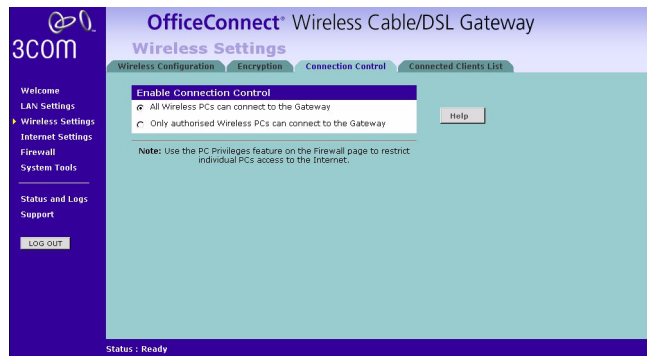 3COM
OfficeConnect Wireless Cable/DSL Gateway
Wireless Settings
Wireless Configuration
Encryption
Connection Control
Connected Clients List
Welcome
LAN Settings
Wireless Settings
Internet Settings
Firewall
System Tools
Status and Logs
Support
LOG OUT
Enable Connection Control
All Wireless PCs can connect to the Gateway
Only authorised Wireless PCs can connect to the Gateway
Help
Note: Use the PC Privileges feature on the Firewall page to restrict
individual PCs access to the Internet.
Status : Ready